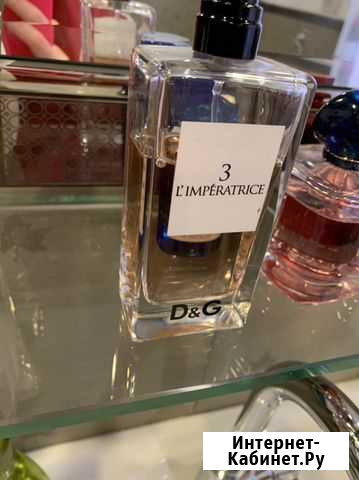 3
L'IMPÉRATRICE
D&G
Интернет-
Кабинет.Ру